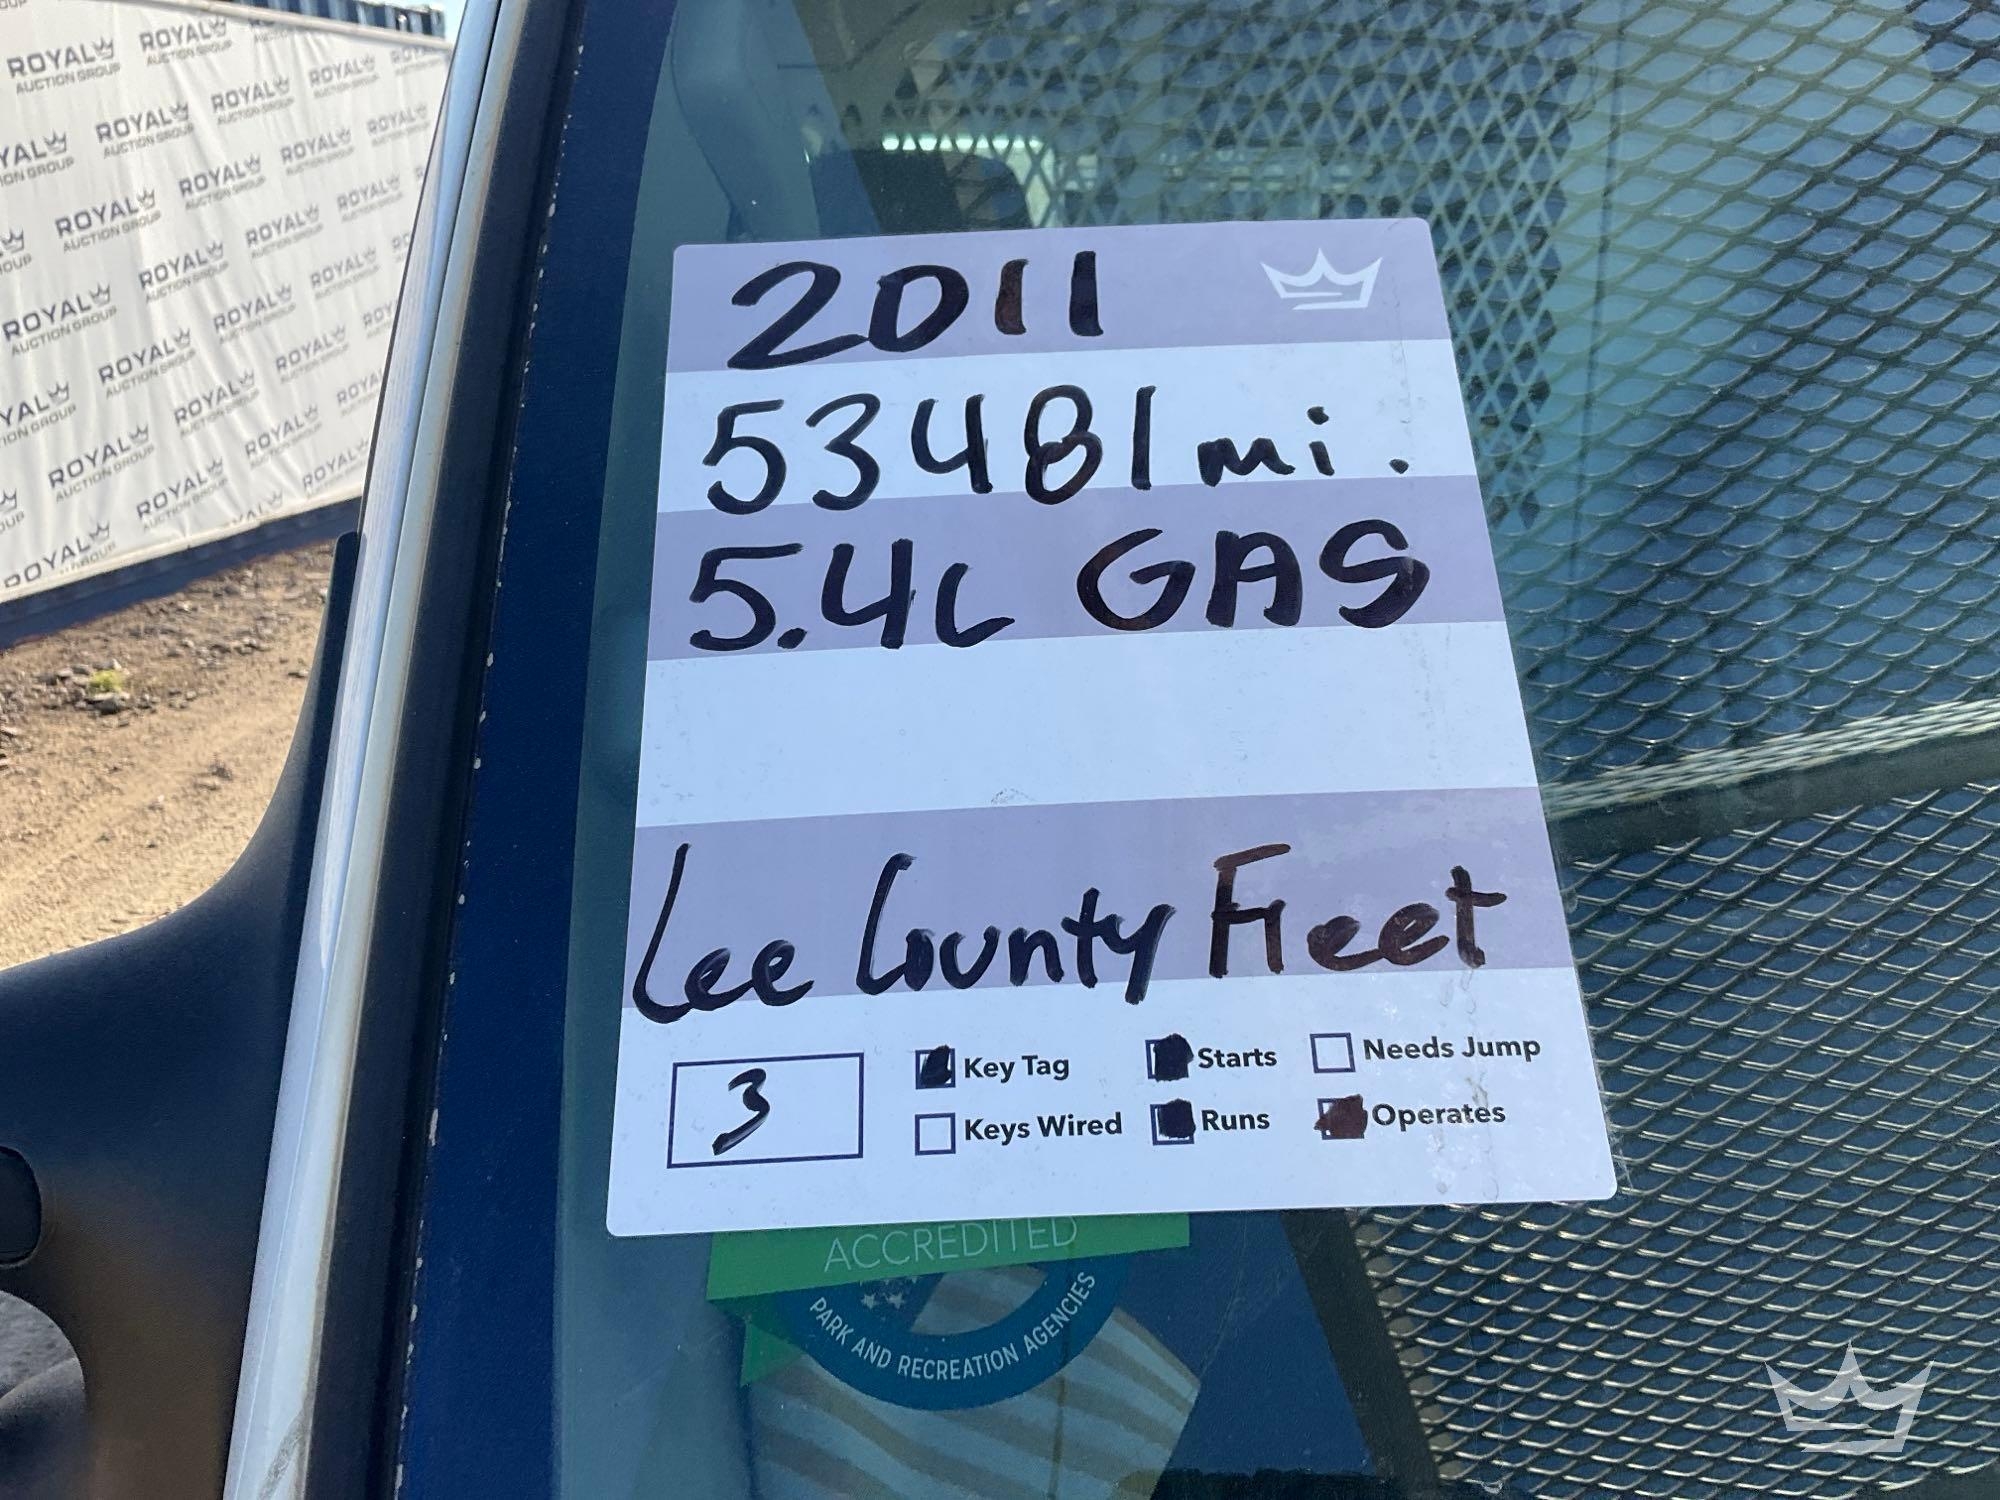 ROYAL
AUCTION GROUP
2011
53481 mi.
5.4L GAS
Lee County Fleet
3
Key Tag
Starts
Needs Jump
Keys Wired
Runs
Operates
ACCREDITED
PARK AND RECREATION AGENCIES